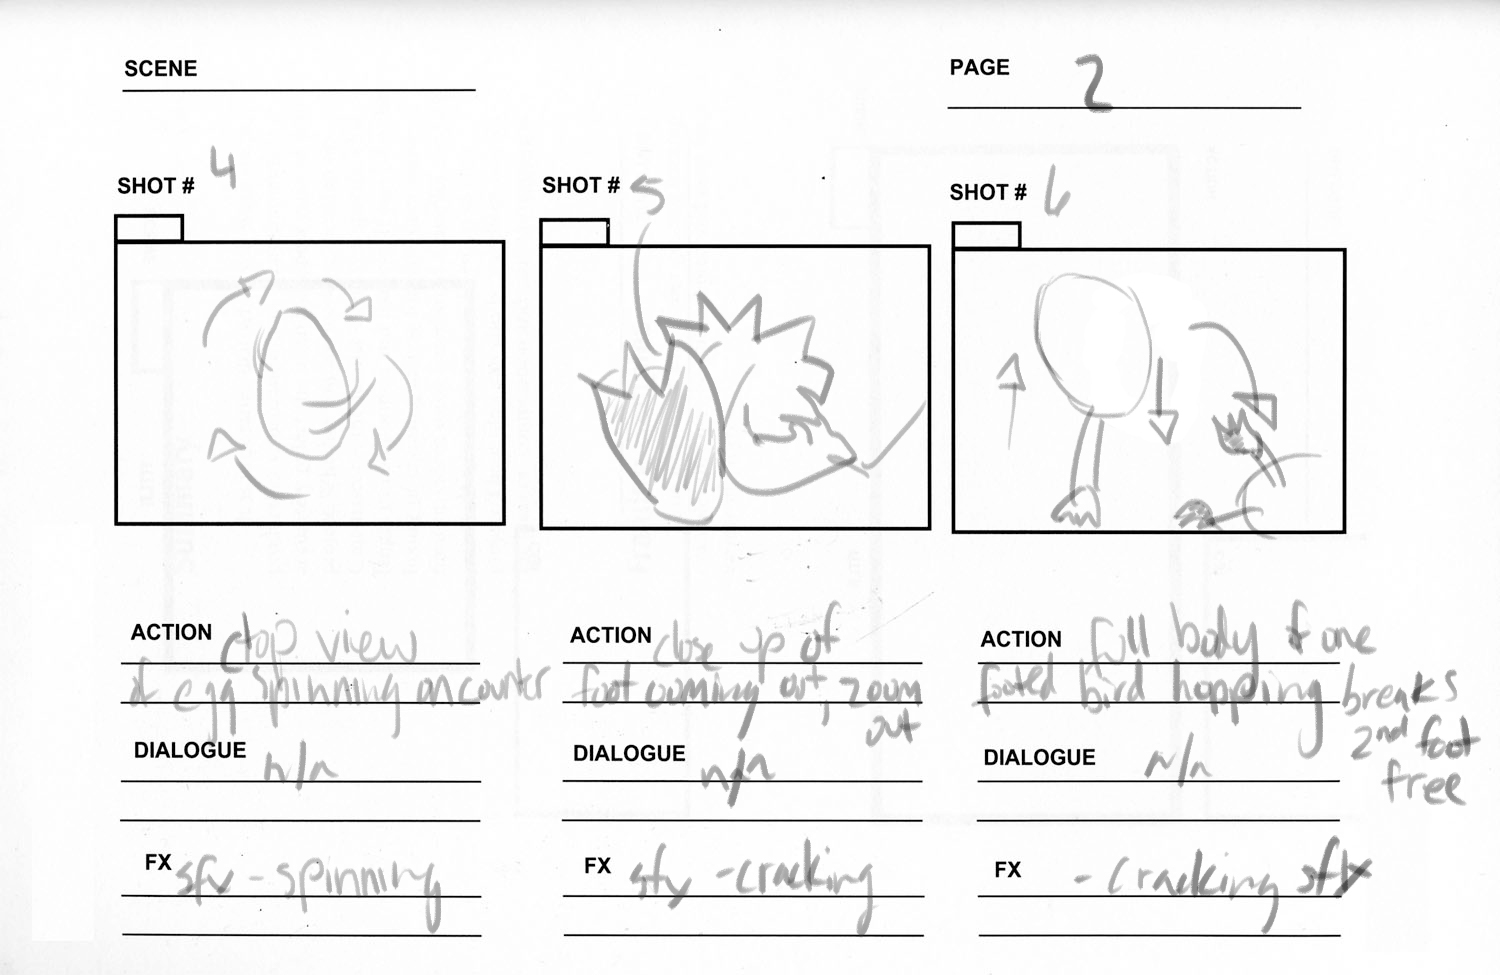 SCENE
PAGE 2
SHOT # 4
SHOT # 5
SHOT # 6
ACTION top view
of egg spinning on counter
DIALOGUE n/a
FX sfx - spinning
ACTION close up of
foot coming out, zoom
out
DIALOGUE n/a
FX sfx - cracking
ACTION full body of one
footed bird hopping breaks
2nd foot
free
DIALOGUE n/a
FX - cracking sfx